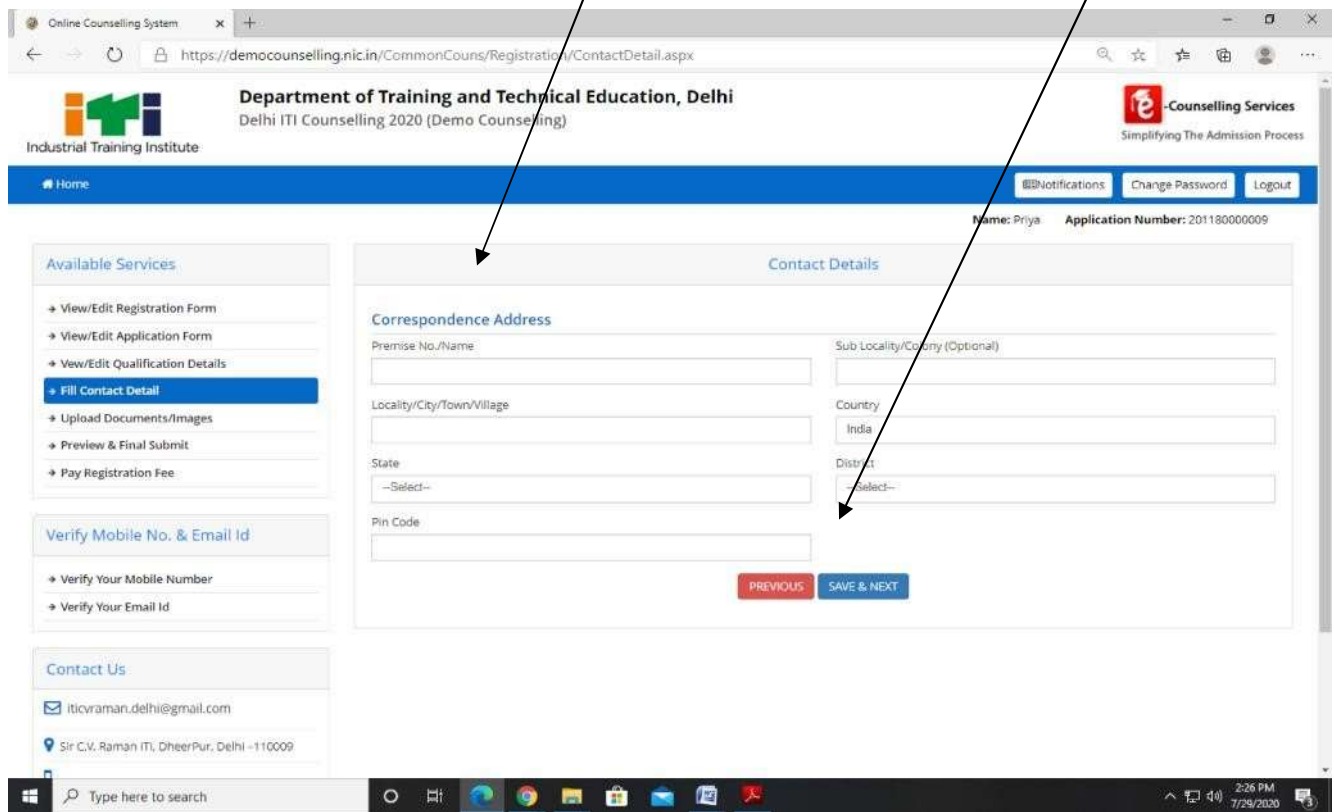 Online Counselling System
https://democounselling.nic.in/CommonCouns/Registration/ContactDetail.aspx
Industrial Training Institute
Department of Training and Technical Education, Delhi
Delhi ITI Counselling 2020 (Demo Counselling)
e-Counselling Services
Simplifying The Admission Process
Home
Notifications
Change Password
Logout
Name: Priya Application Number: 201180000009
Available Services
View/Edit Registration Form
View/Edit Application Form
Vew/Edit Qualification Details
Fill Contact Detail
Upload Documents/Images
Preview & Final Submit
Pay Registration Fee
Verify Mobile No. & Email Id
Verify Your Mobile Number
Verify Your Email Id
Contact Us
iticvraman.delhi@gmail.com
Sir C.V. Raman ITI, DheerPur, Delhi -110009
Contact Details
Correspondence Address
Premise No./Name
Sub Locality/Colony (Optional)
Locality/City/Town/Village
Country
India
State
--Select--
District
--Select--
Pin Code
PREVIOUS
SAVE & NEXT
Type here to search
2:26 PM
7/29/2020
3